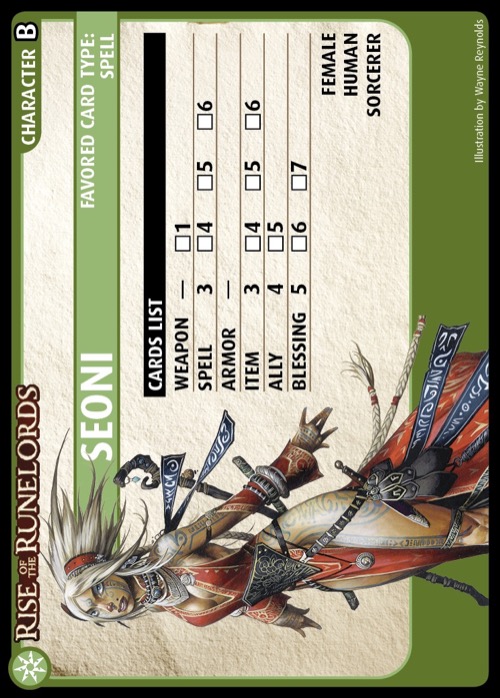 RISE OF THE RUNELORDS
CHARACTER B
SEONI
FAVORED CARD TYPE:
SPELL
CARDS LIST
WEAPON — □1
SPELL 3 □4 □5 □6
ARMOR —
ITEM 3 □4 □5 □6
ALLY 4 □5
BLESSING 5 □6 □7
FEMALE
HUMAN
SORCERER
Illustration by Wayne Reynolds